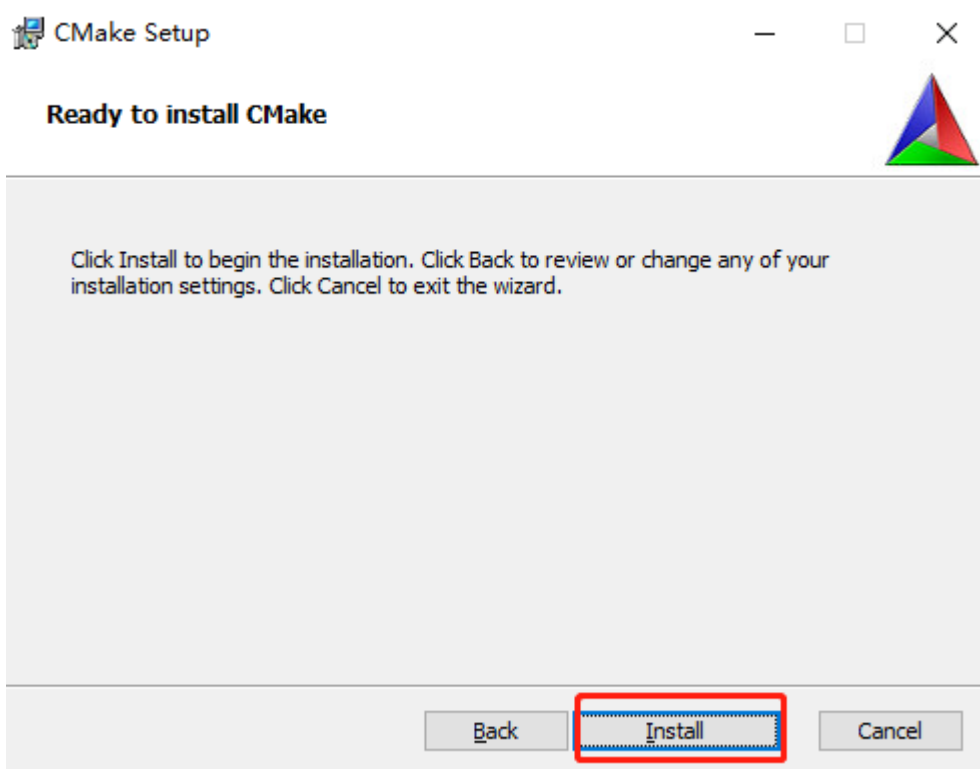 CMake Setup
Ready to install CMake
Click Install to begin the installation. Click Back to review or change any of your
installation settings. Click Cancel to exit the wizard.
Back Install Cancel